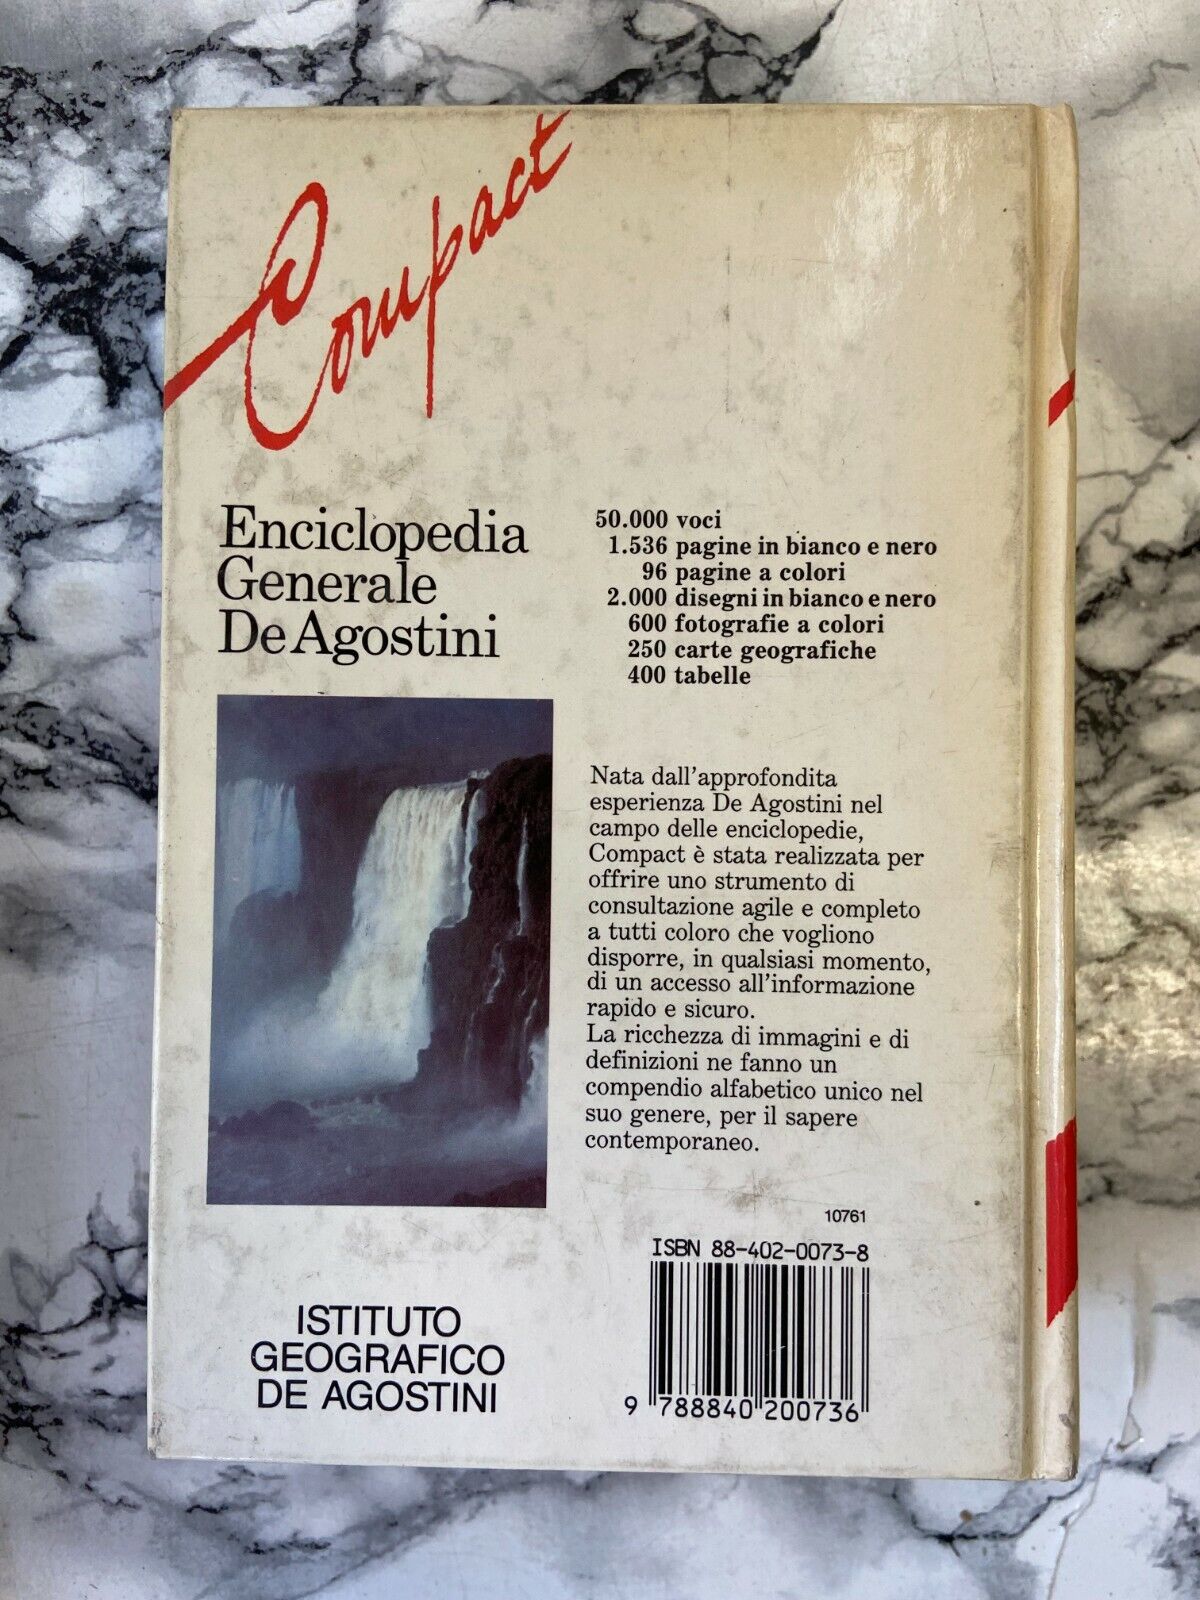 Compact
Enciclopedia
Generale
De Agostini
50.000 voci
1.536 pagine in bianco e nero
96 pagine a colori
2.000 disegni in bianco e nero
600 fotografie a colori
250 carte geografiche
400 tabelle
Nata dall'approfondita
esperienza De Agostini nel
campo delle enciclopedie,
Compact è stata realizzata per
offrire uno strumento di
consultazione agile e completo
a tutti coloro che vogliono
disporre, in qualsiasi momento,
di un accesso all'informazione
rapido e sicuro.
La ricchezza di immagini e di
definizioni ne fanno un
compendio alfabetico unico nel
suo genere, per il sapere
contemporaneo.
10761
ISBN 88-402-0073-8
9 788840 200736
ISTITUTO
GEOGRAFICO
DE AGOSTINI